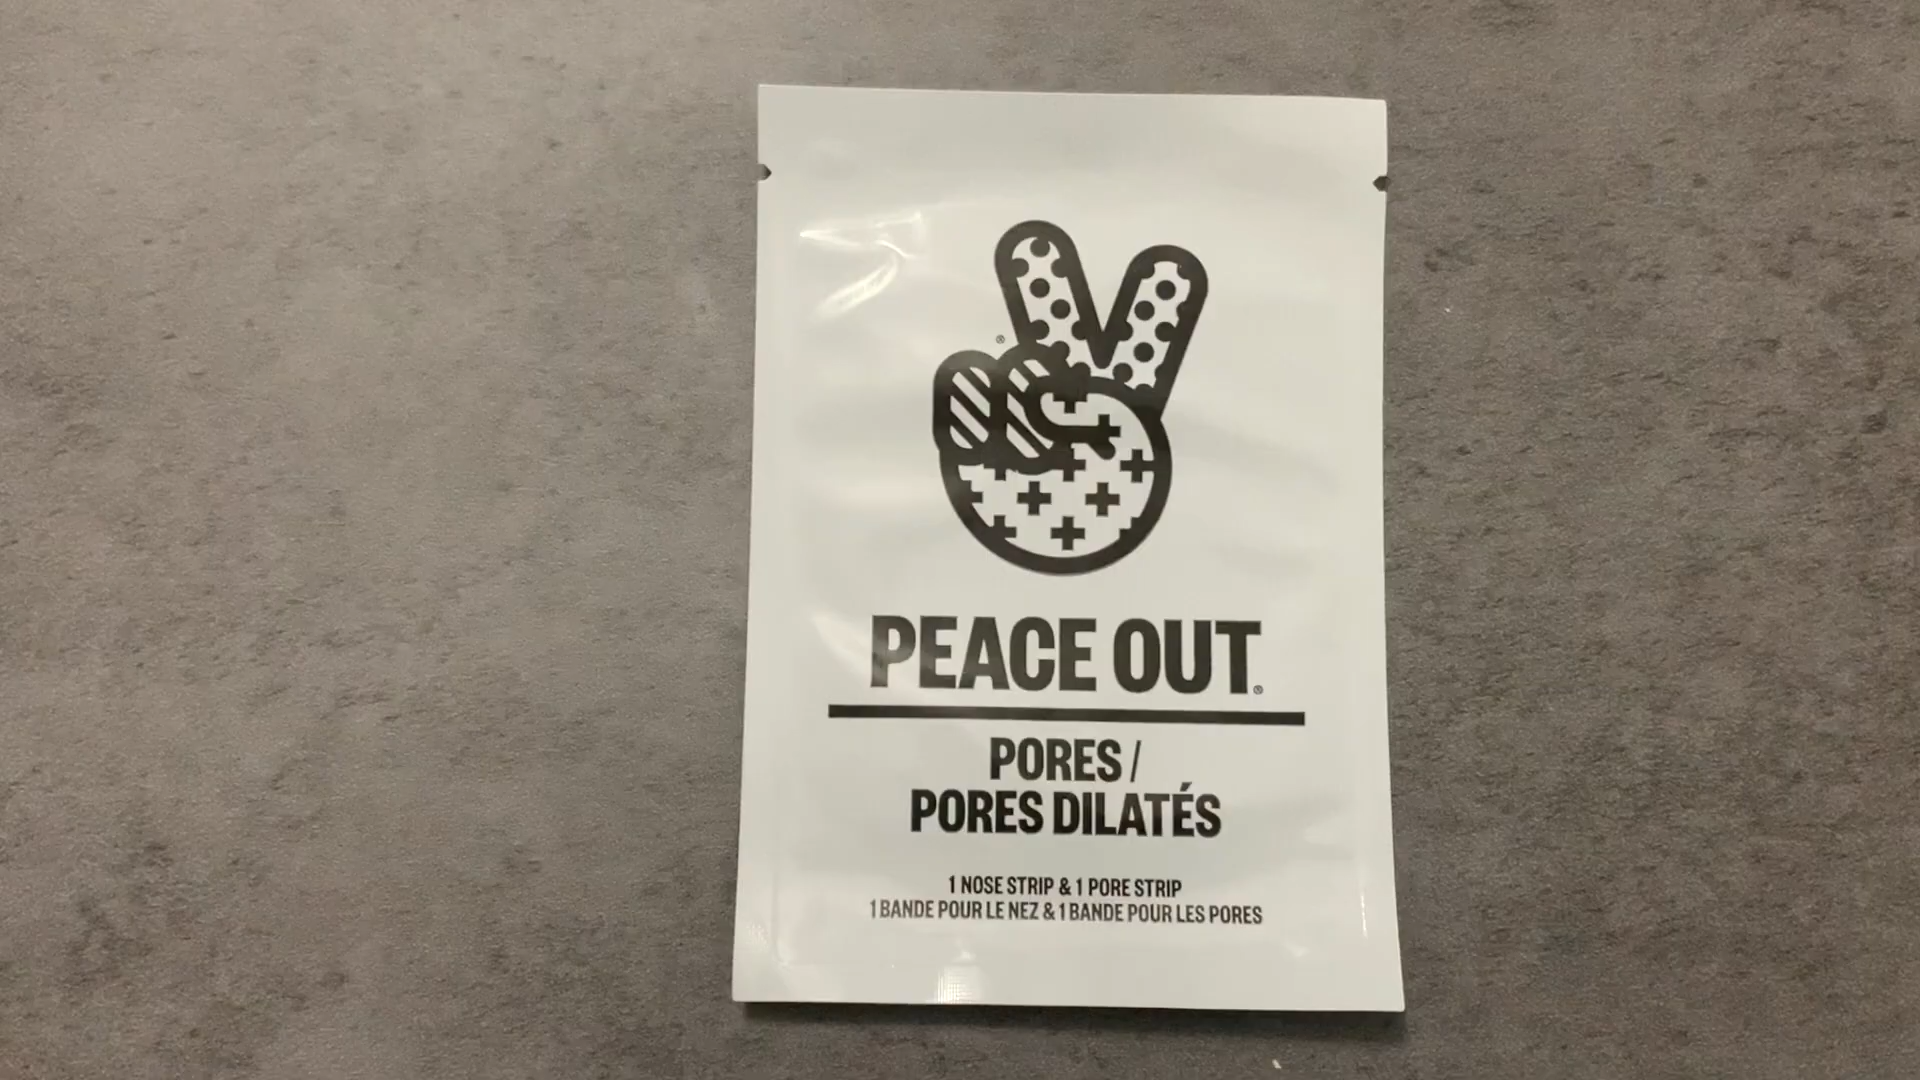 ®
PEACE OUT®
PORES /
PORES DILATÉS
1 NOSE STRIP & 1 PORE STRIP
1 BANDE POUR LE NEZ & 1 BANDE POUR LES PORES